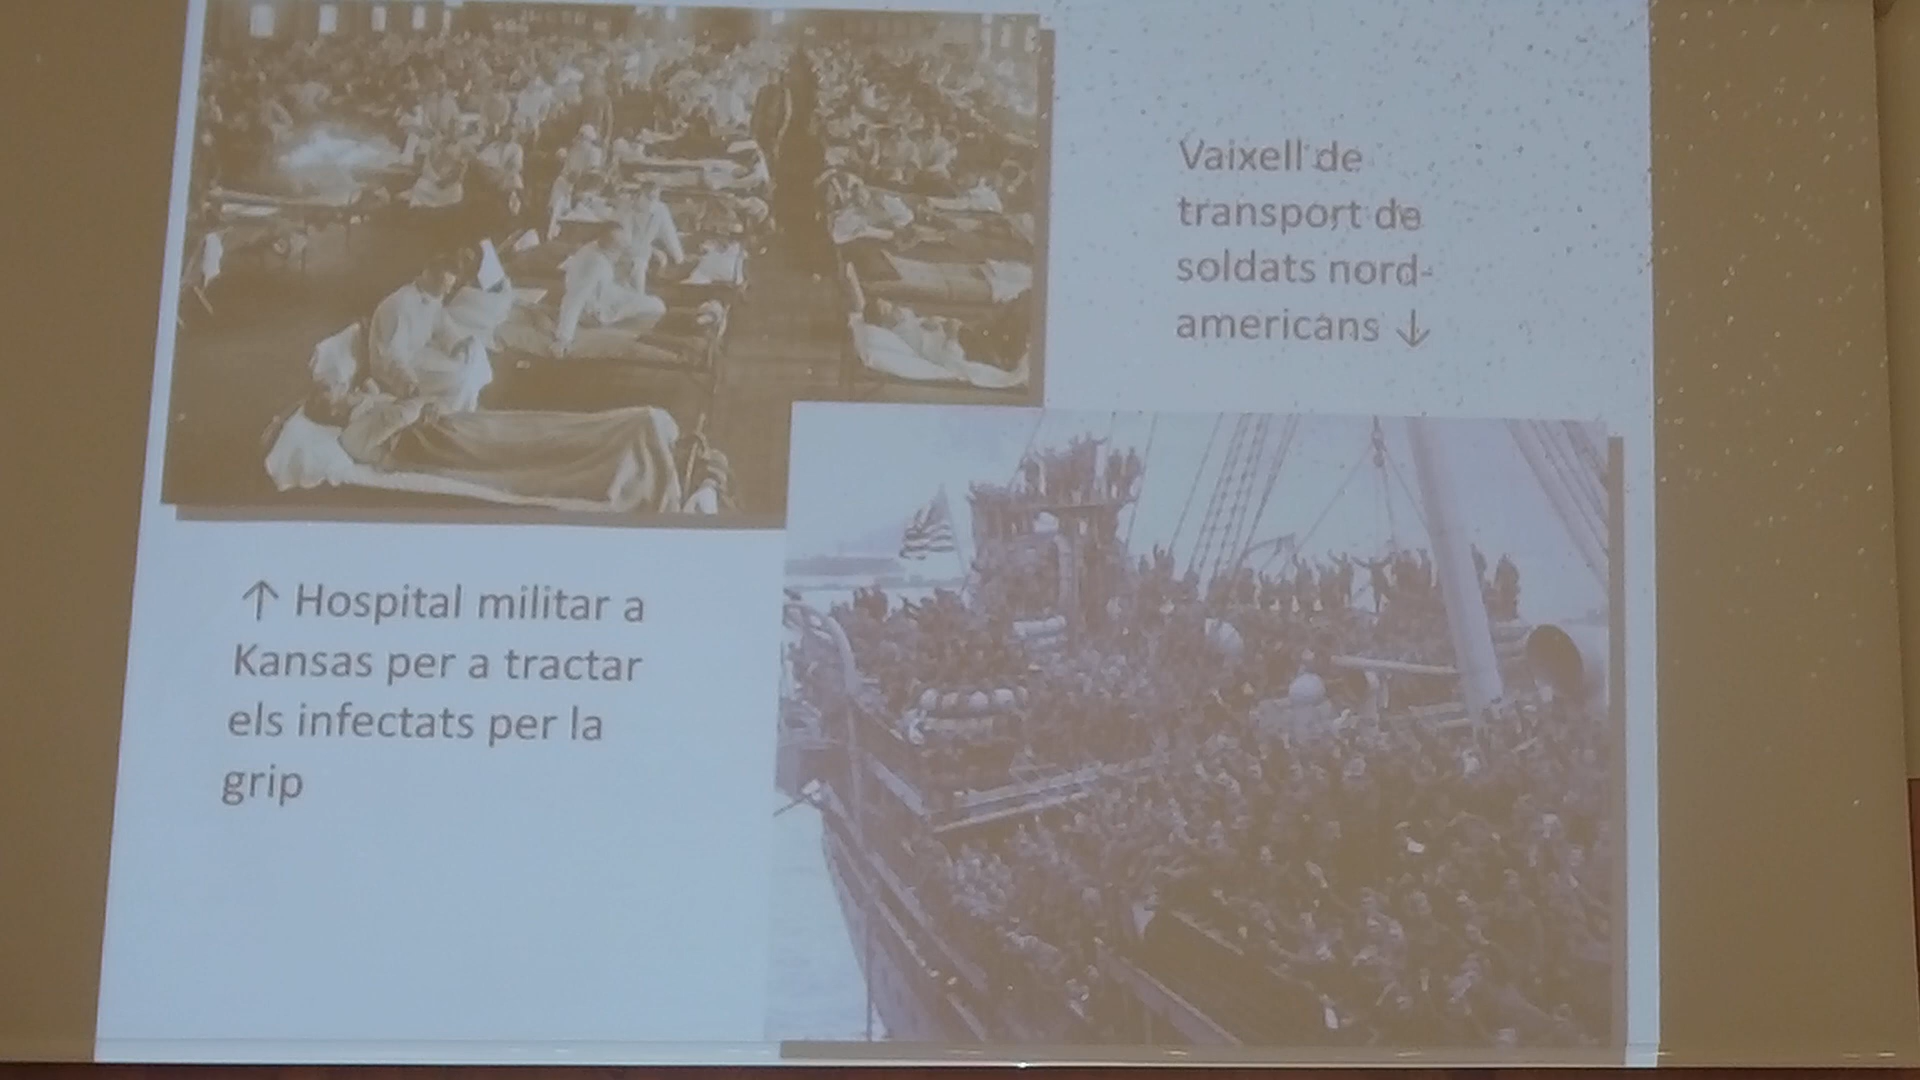 Vaixell de
transport de
soldats nord-
americans ↓
↑ Hospital militar a
Kansas per a tractar
els infectats per la
grip